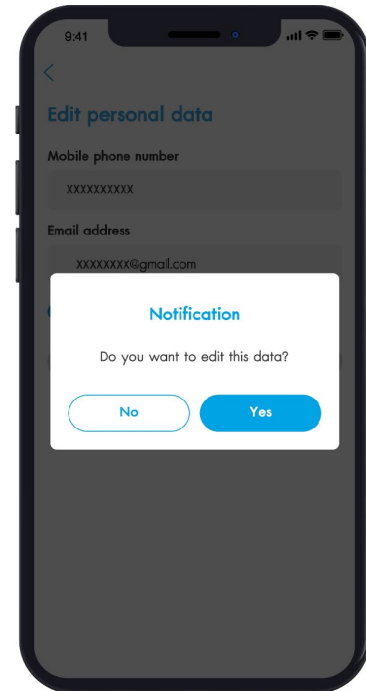 9:41
Edit personal data
Mobile phone number
XXXXXXXXXX
Email address
XXXXXXXX@gmail.com
Notification
Do you want to edit this data?
No
Yes